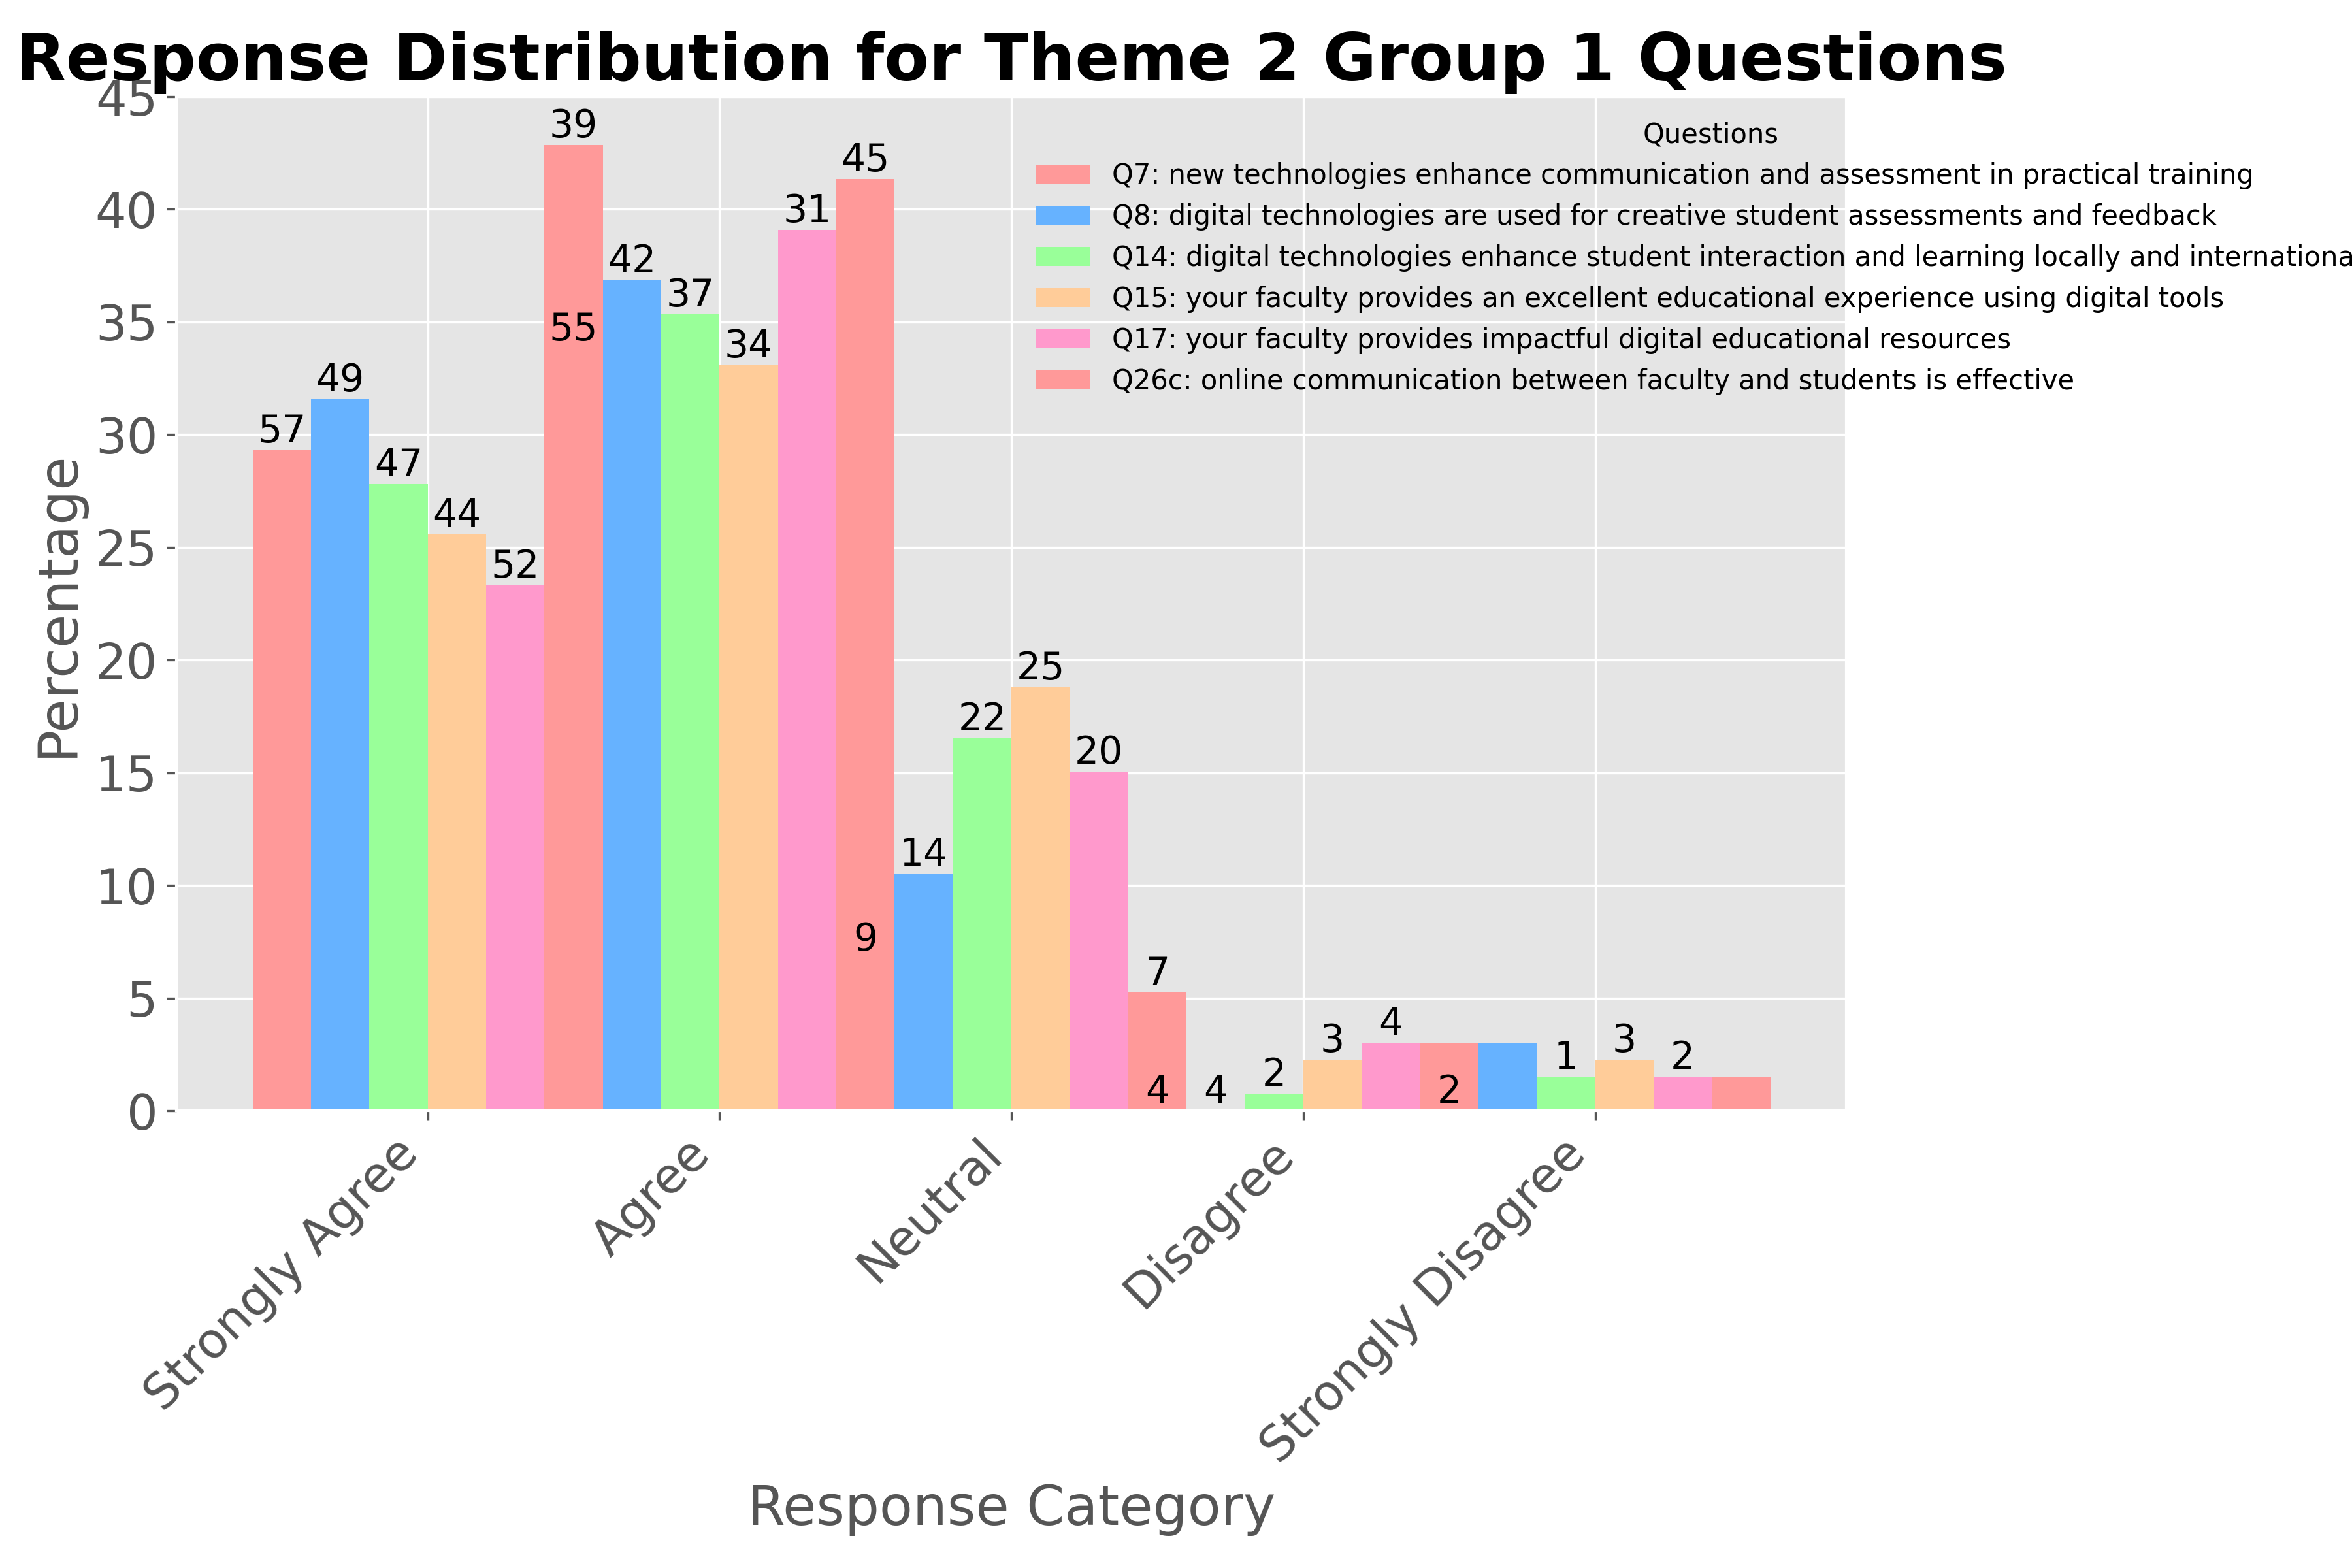 Response Distribution for Theme 2 Group 1 Questions
Questions
Q7: new technologies enhance communication and assessment in practical training
Q8: digital technologies are used for creative student assessments and feedback
Q14: digital technologies enhance student interaction and learning locally and internationa
Q15: your faculty provides an excellent educational experience using digital tools
Q17: your faculty provides impactful digital educational resources
Q26c: online communication between faculty and students is effective
Percentage
45
40
35
30
25
20
15
10
5
0
57
49
47
44
52
39
55
42
37
34
31
45
9
14
22
25
20
7
4
4
2
3
4
2
1
3
2
Strongly Agree
Agree
Neutral
Disagree
Strongly Disagree
Response Category